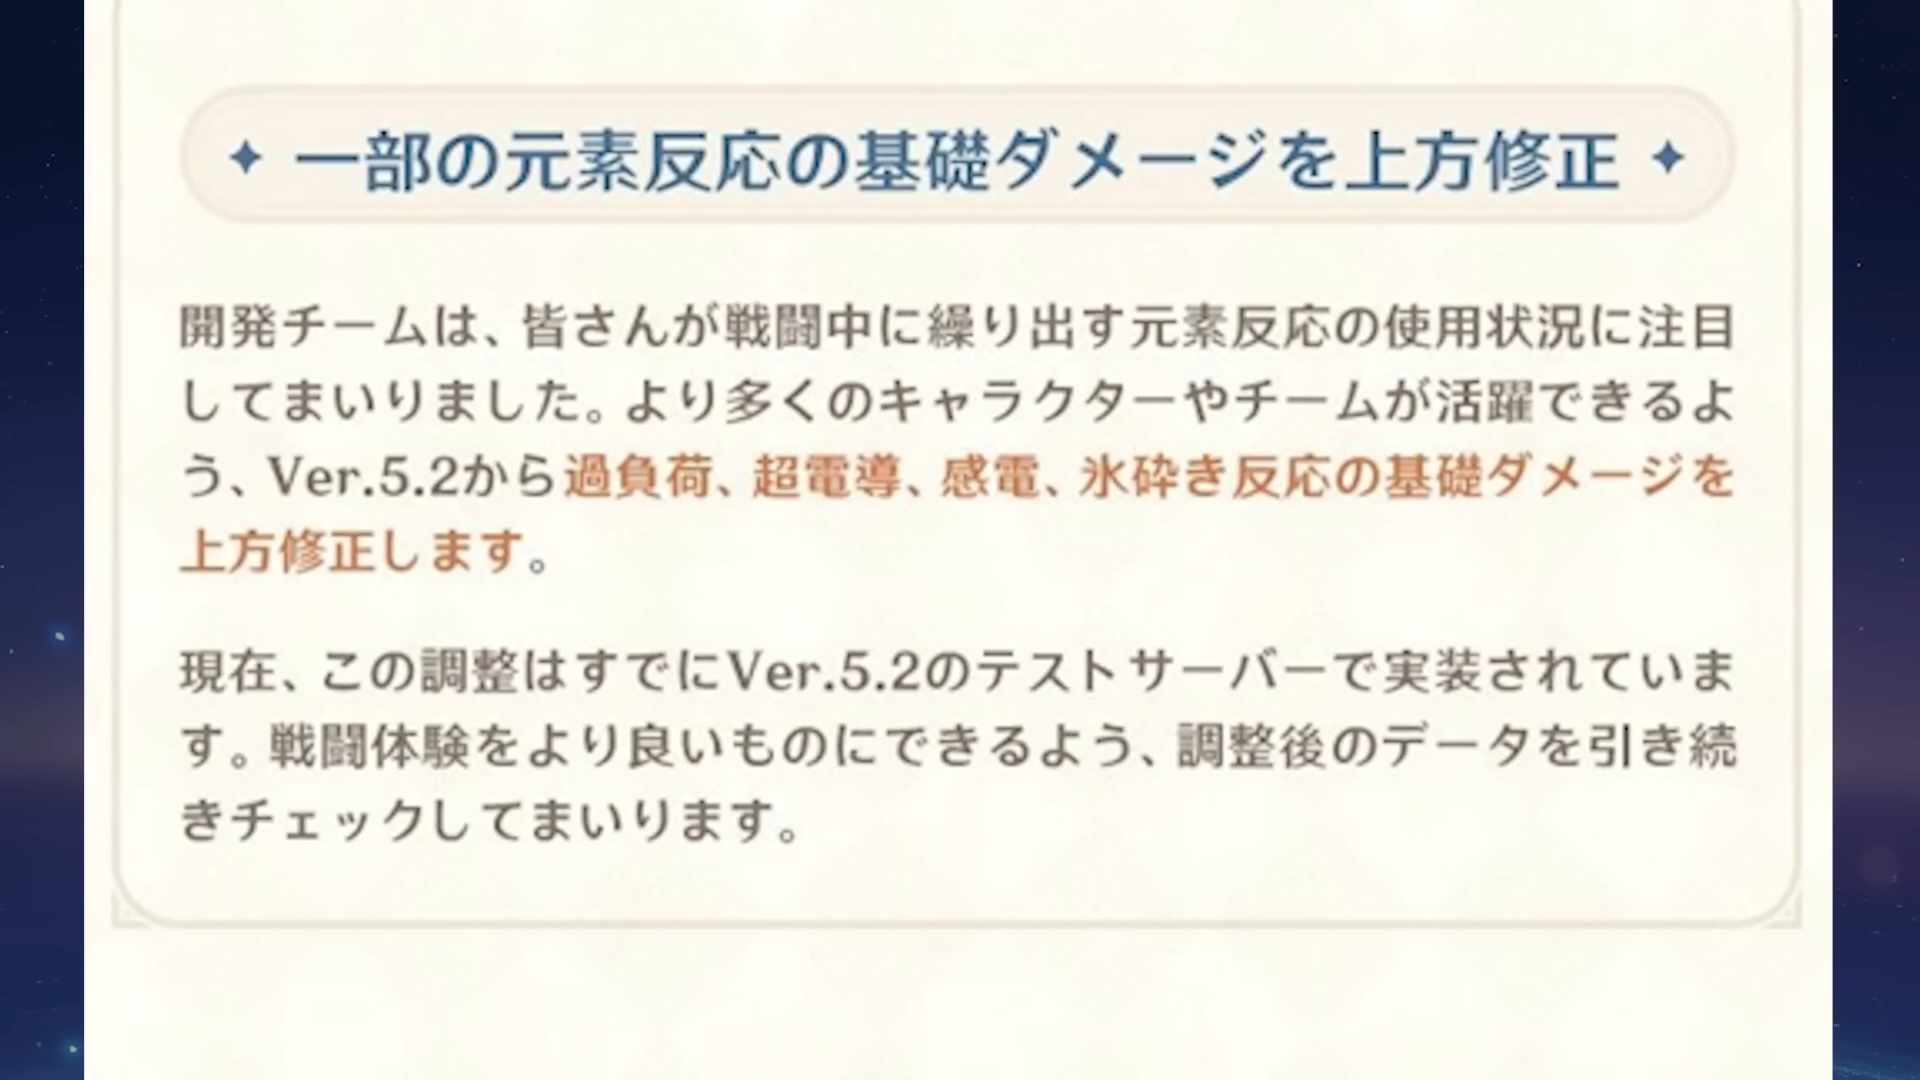 ✦ 一部の元素反応の基礎ダメージを上方修正 ✦
開発チームは、皆さんが戦闘中に繰り出す元素反応の使用状況に注目
してまいりました。より多くのキャラクターやチームが活躍できるよ
う、Ver.5.2から過負荷、超電導、感電、氷砕き反応の基礎ダメージを
上方修正します。
現在、この調整はすでにVer.5.2のテストサーバーで実装されていま
す。戦闘体験をより良いものにできるよう、調整後のデータを引き続
きチェックしてまいります。